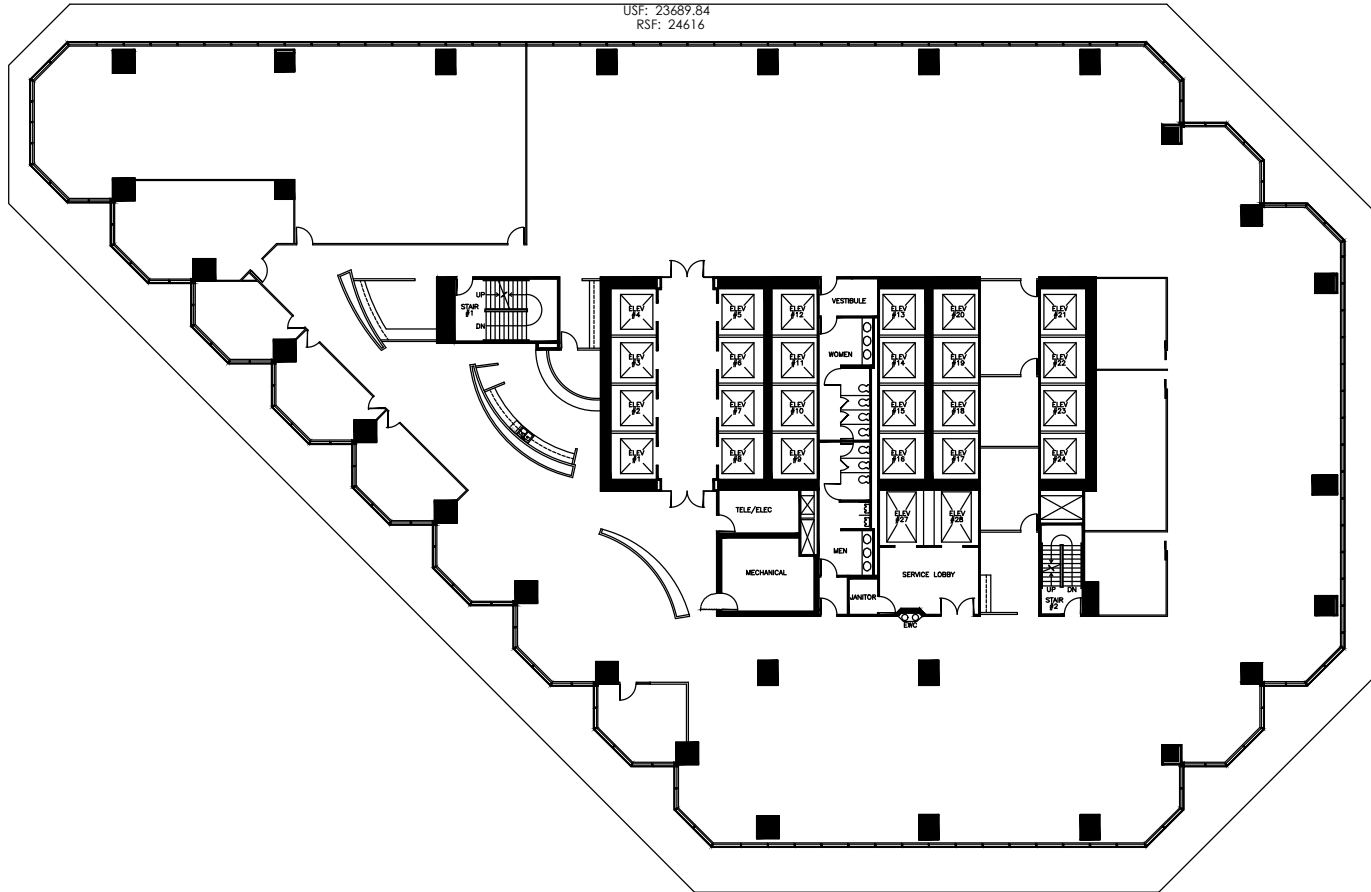 USF: 23689.84
RSF: 24616
UP
STAIR
#1
DN
ELEV
#4
ELEV
#5
ELEV
#12
VESTIBULE
ELEV
#13
ELEV
#20
ELEV
#21
ELEV
#3
ELEV
#6
ELEV
#11
WOMEN
ELEV
#14
ELEV
#19
ELEV
#22
ELEV
#2
ELEV
#7
ELEV
#10
ELEV
#15
ELEV
#18
ELEV
#23
ELEV
#1
ELEV
#8
ELEV
#9
ELEV
#16
ELEV
#17
ELEV
#24
TELE/ELEC
ELEV
#27
ELEV
#28
MEN
MECHANICAL
SERVICE LOBBY
JANITOR
UP DN
STAIR
#2
EWC